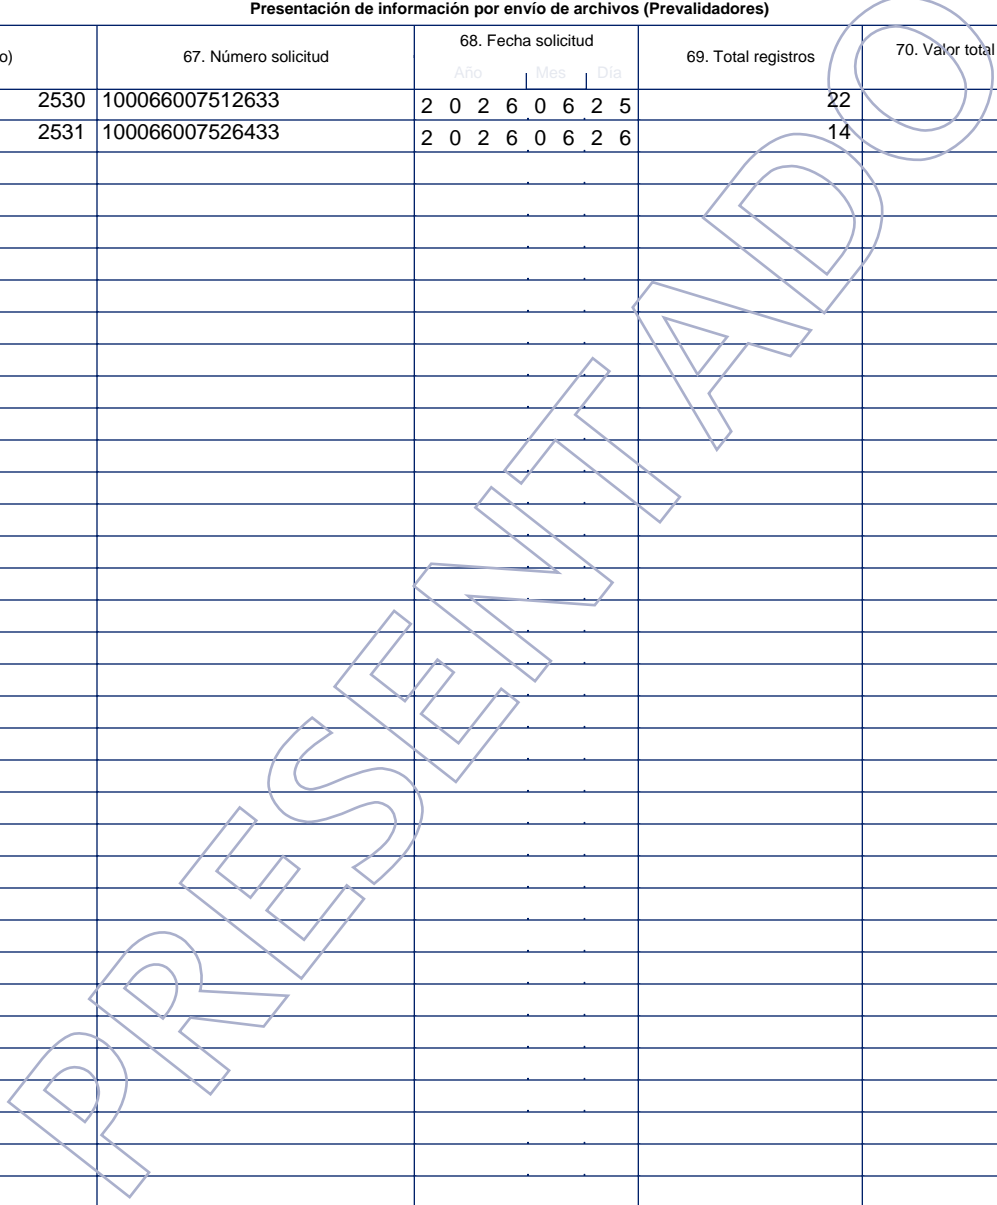 Presentación de información por envío de archivos (Prevalidadores)
o) 67. Número solicitud 68. Fecha solicitud 69. Total registros 70. Valor total
Año Mes Día
2530 100066007512633 2 0 2 6 0 6 2 5 22
2531 100066007526433 2 0 2 6 0 6 2 6 14
PRESENTADO